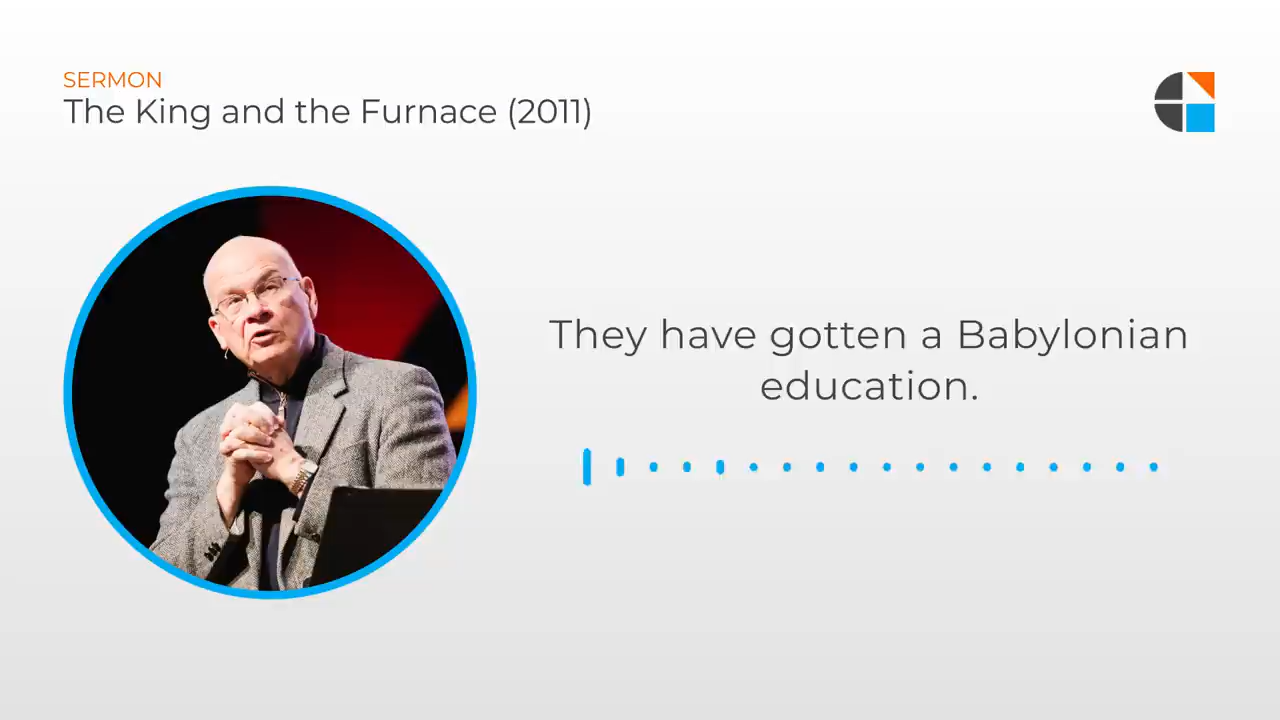 SERMON
The King and the Furnace (2011)
They have gotten a Babylonian
education.